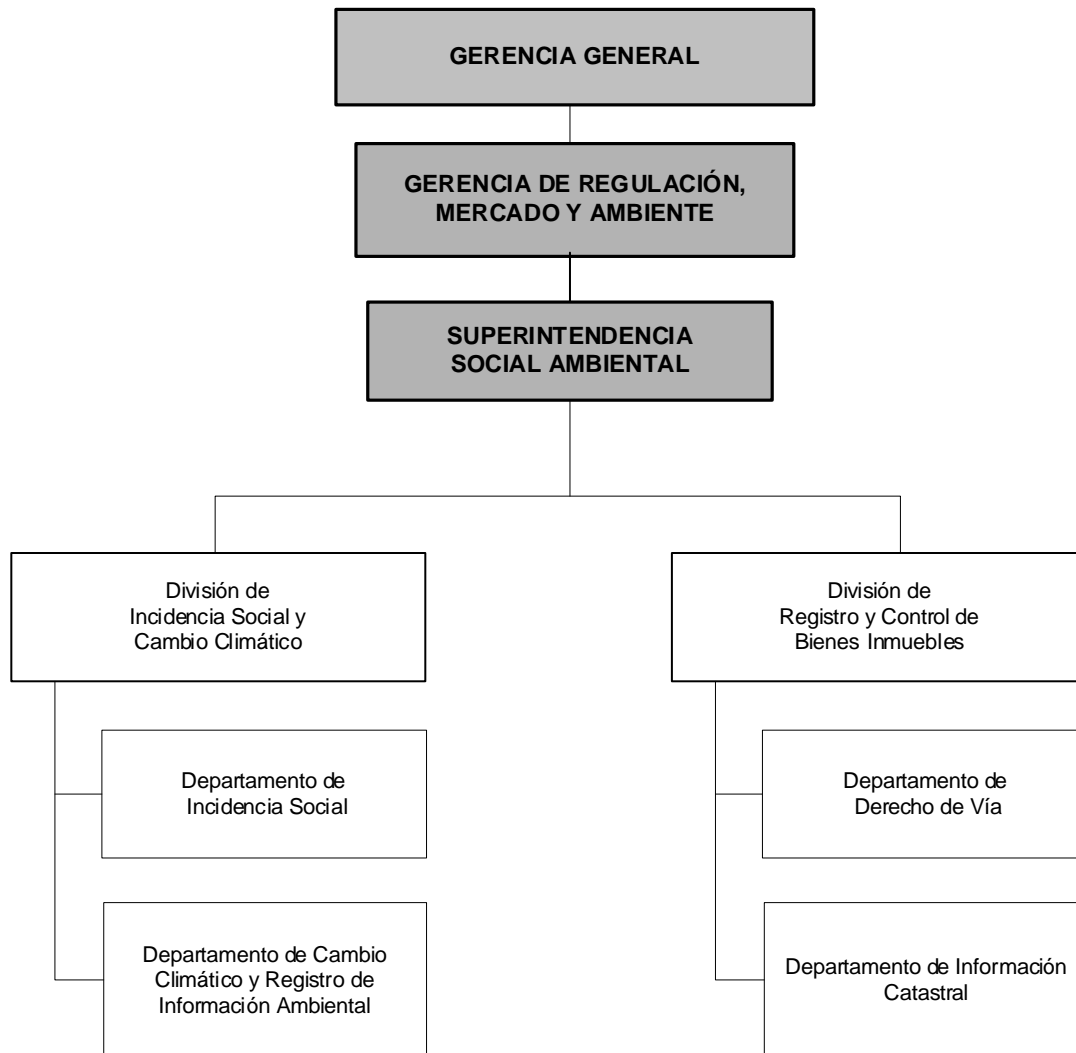 GERENCIA GENERAL
GERENCIA DE REGULACIÓN,
MERCADO Y AMBIENTE
SUPERINTENDENCIA
SOCIAL AMBIENTAL
División de
Incidencia Social y
Cambio Climático
División de
Registro y Control de
Bienes Inmuebles
Departamento de
Incidencia Social
Departamento de
Derecho de Vía
Departamento de Cambio
Climático y Registro de
Información Ambiental
Departamento de Información
Catastral